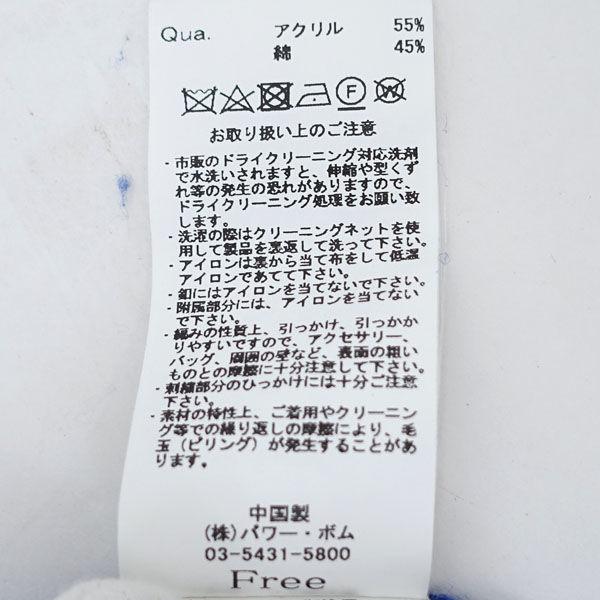 Qua. アクリル 55%
綿 45%
F W
お取り扱い上のご注意
・市販のドライクリーニング対応洗剤
で水洗いされますと、伸縮や型くず
れ等の発生の恐れがありますので、
ドライクリーニング処理をお願い致
します。
・洗濯の際はクリーニングネットを使
用して製品を裏返して洗って下さい。
・アイロンは裏から当て布をして低温
アイロンであてて下さい。
・釦にはアイロンを当てないで下さい。
・附属部分には、アイロンを当てない
で下さい。
・編みの性質上、引っかけ、引っかか
りやすいですので、アクセサリー、
バッグ、周囲の壁など、表面の粗い
ものとの摩擦に十分注意して下さい。
・刺繍部分のひっかけには十分ご注意
下さい。
・素材の特性上、ご着用やクリーニン
グ等での繰り返しの摩擦により、毛
玉(ピリング)が発生することがあ
ります。
中国製
(株)パワー・ボム
03-5431-5800
Free